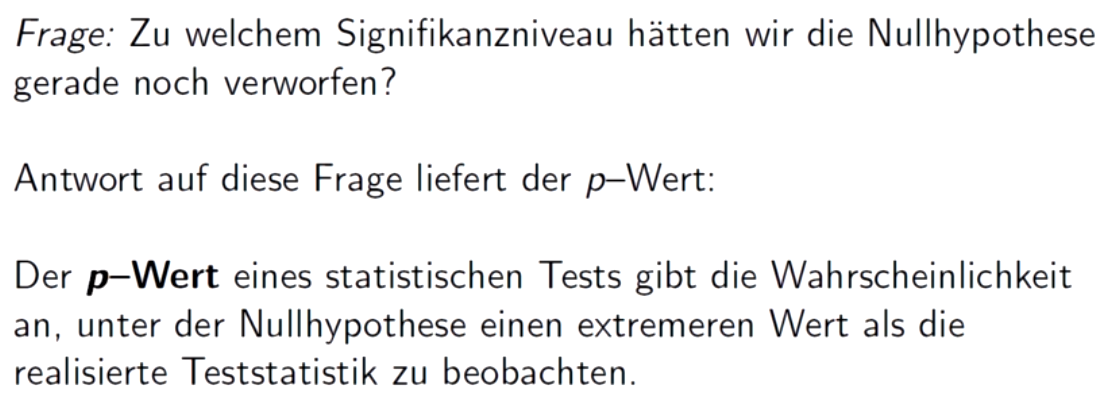 Frage: Zu welchem Signifikanzniveau hätten wir die Nullhypothese
gerade noch verworfen?
Antwort auf diese Frage liefert der p–Wert:
Der p–Wert eines statistischen Tests gibt die Wahrscheinlichkeit
an, unter der Nullhypothese einen extremeren Wert als die
realisierte Teststatistik zu beobachten.